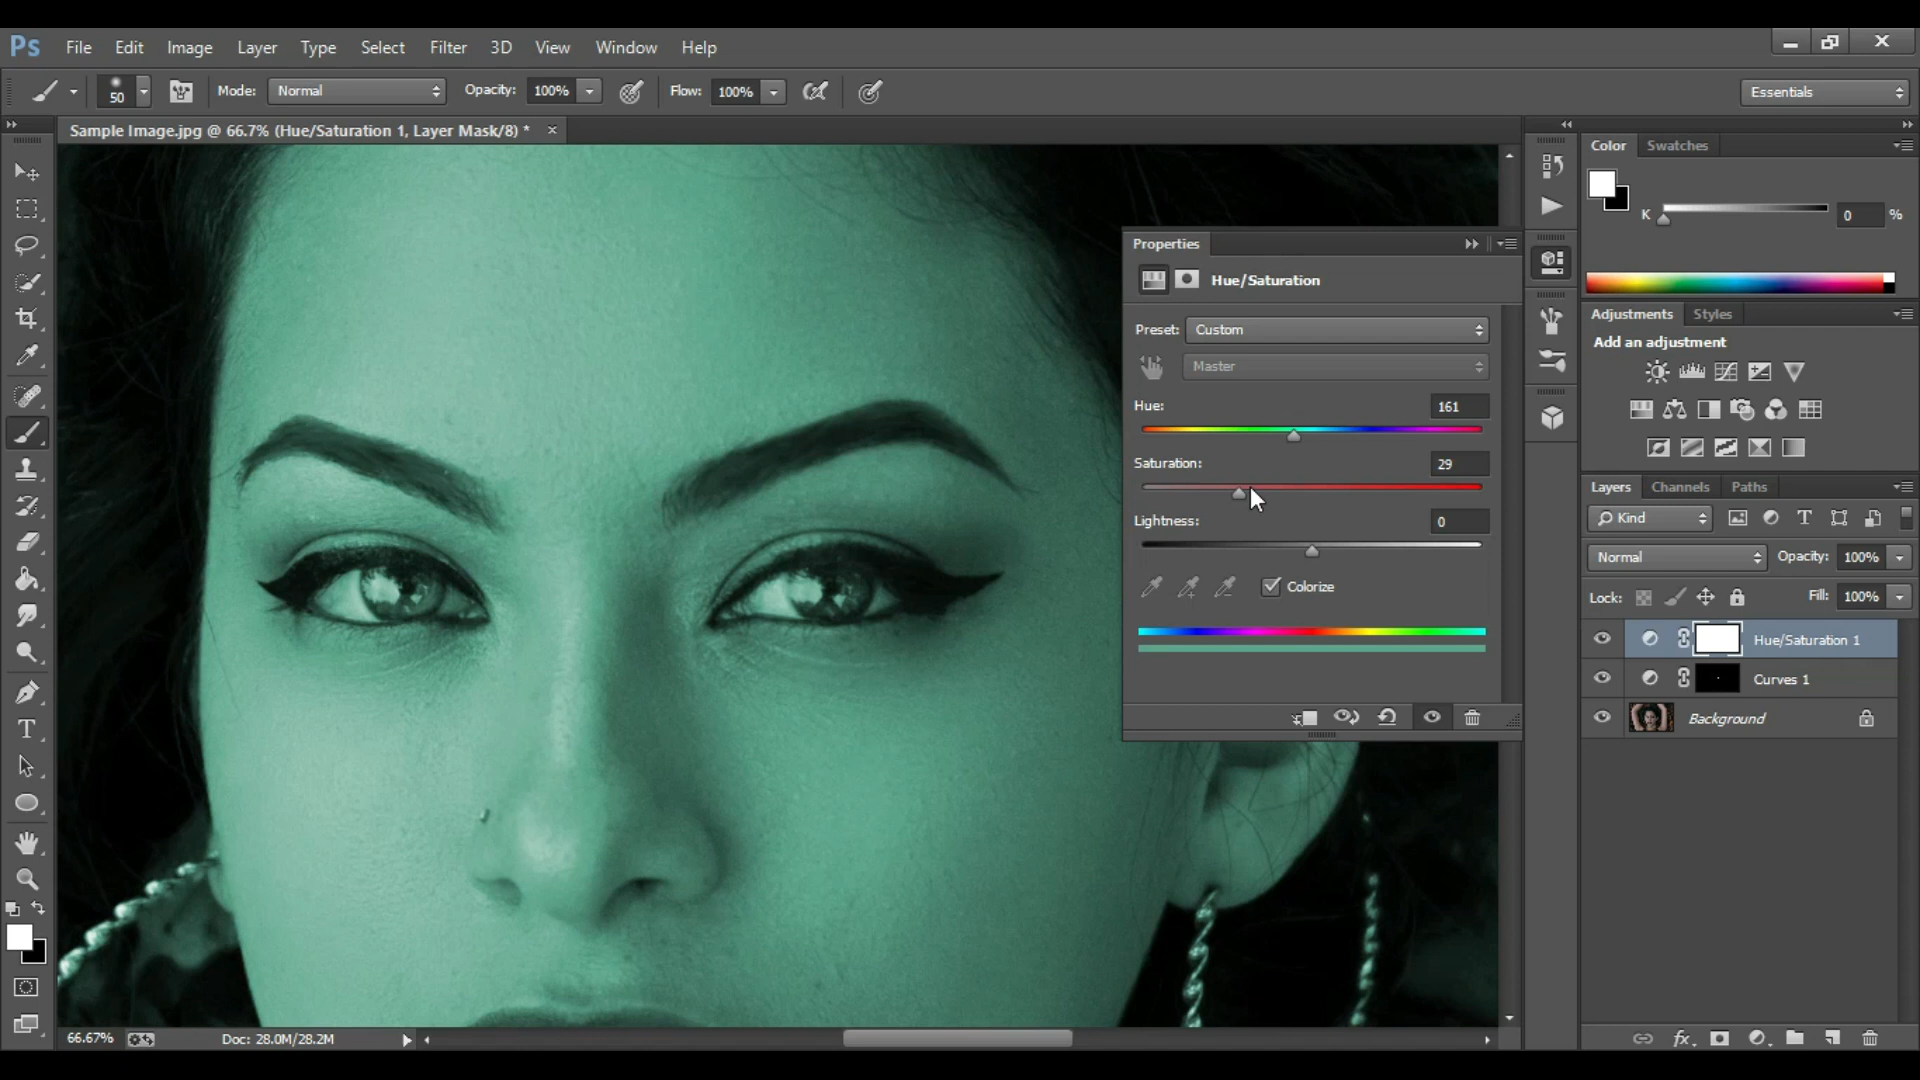 Ps File Edit Image Layer Type Select Filter 3D View Window Help
50 Mode: Normal Opacity: 100% Flow: 100% Essentials
Sample Image.jpg @ 66.7% (Hue/Saturation 1, Layer Mask/8) *
Color Swatches
K 0 %
Properties
Hue/Saturation
Preset: Custom
Master
Hue: 161
Saturation: 29
Lightness: 0
Colorize
Adjustments Styles
Add an adjustment
Layers Channels Paths
Kind
Normal Opacity: 100%
Lock: Fill: 100%
Hue/Saturation 1
Curves 1
Background
66.67% Doc: 28.0M/28.2M